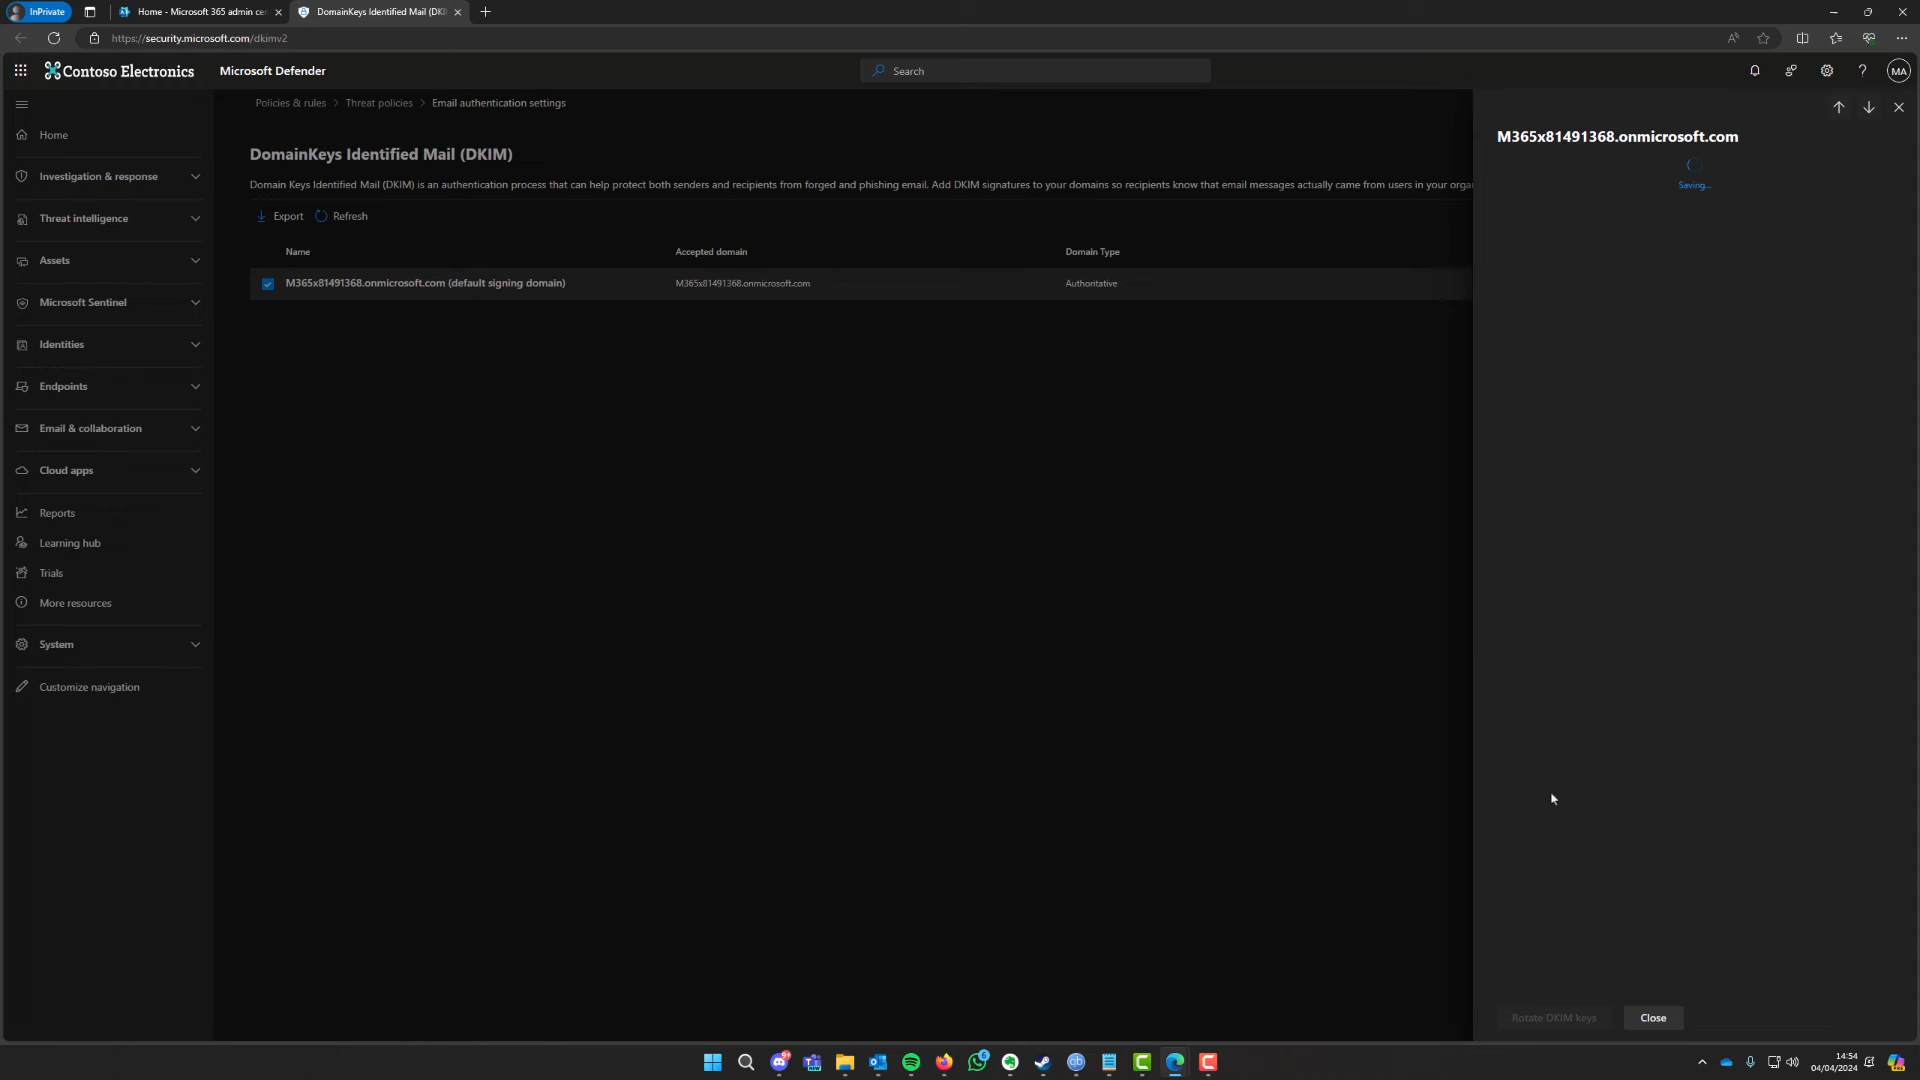 InPrivate
Home - Microsoft 365 admin cen
DomainKeys Identified Mail (DKI
https://security.microsoft.com/dkimv2
Contoso Electronics
Microsoft Defender
Search
MA
Policies & rules > Threat policies > Email authentication settings
M365x81491368.onmicrosoft.com
Saving...
Home
Investigation & response
Threat intelligence
Assets
Microsoft Sentinel
Identities
Endpoints
Email & collaboration
Cloud apps
Reports
Learning hub
Trials
More resources
System
Customize navigation
DomainKeys Identified Mail (DKIM)
Domain Keys Identified Mail (DKIM) is an authentication process that can help protect both senders and recipients from forged and phishing email. Add DKIM signatures to your domains so recipients know that email messages actually came from users in your orga
Export Refresh
Name Accepted domain Domain Type
M365x81491368.onmicrosoft.com (default signing domain) M365x81491368.onmicrosoft.com Authoritative
Rotate DKIM keys Close
14:54
04/04/2024